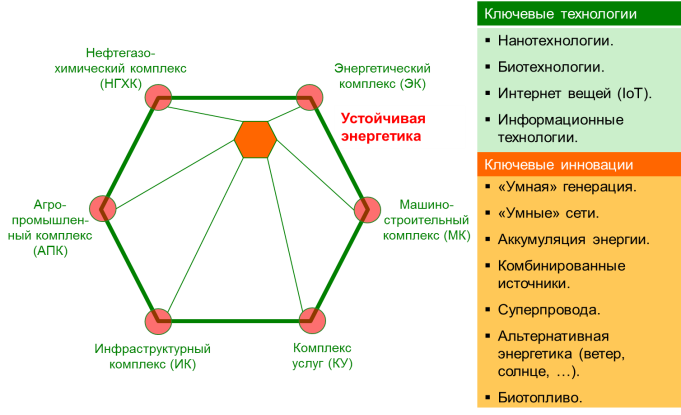 Нефтегазо-
химический комплекс
(НГХК)
Энергетический
комплекс (ЭК)
Устойчивая
энергетика
Агро-
промышлен-
ный комплекс
(АПК)
Машино-
строительный
комплекс (МК)
Инфраструктурный
комплекс (ИК)
Комплекс
услуг (КУ)
Ключевые технологии
▪ Нанотехнологии.
▪ Биотехнологии.
▪ Интернет вещей (IoT).
▪ Информационные
технологии.
Ключевые инновации
▪ «Умная» генерация.
▪ «Умные» сети.
▪ Аккумуляция энергии.
▪ Комбинированные
источники.
▪ Суперпровода.
▪ Альтернативная
энергетика (ветер,
солнце, …).
▪ Биотопливо.